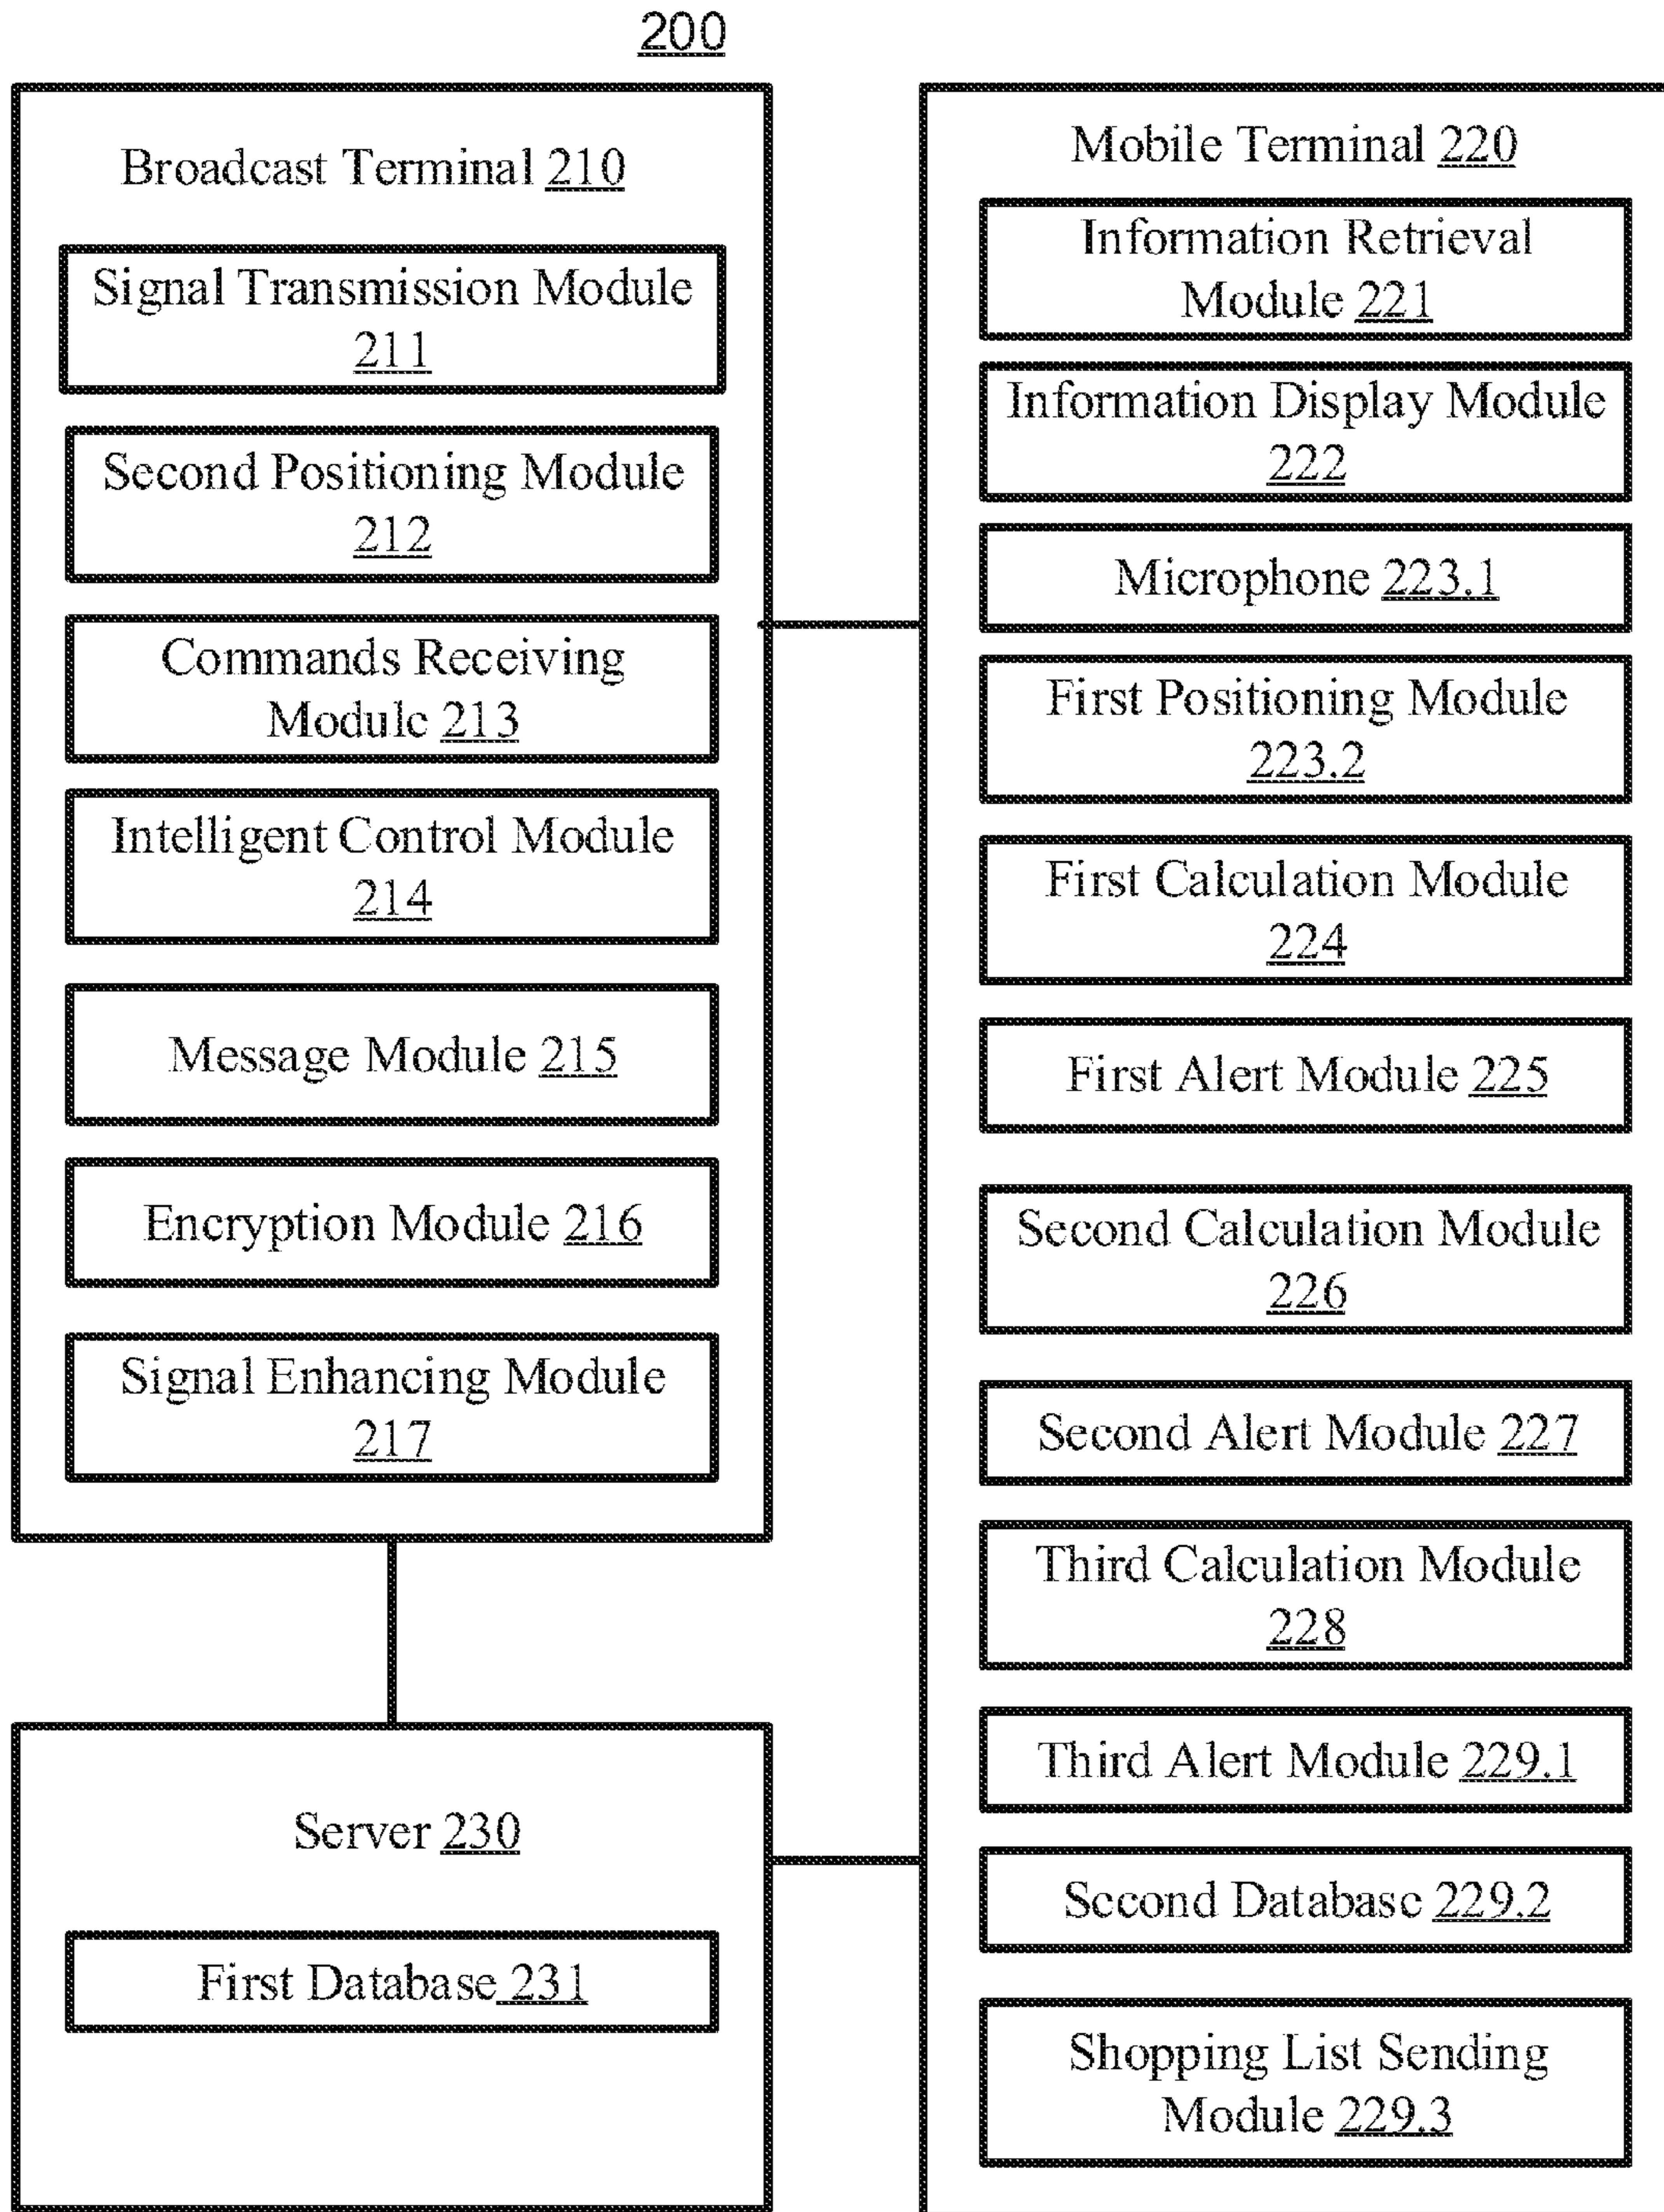 200
Broadcast Terminal 210
Signal Transmission Module
211
Second Positioning Module
212
Commands Receiving
Module 213
Intelligent Control Module
214
Message Module 215
Encryption Module 216
Signal Enhancing Module
217
Server 230
First Database 231
Mobile Terminal 220
Information Retrieval
Module 221
Information Display Module
222
Microphone 223.1
First Positioning Module
223.2
First Calculation Module
224
First Alert Module 225
Second Calculation Module
226
Second Alert Module 227
Third Calculation Module
228
Third Alert Module 229.1
Second Database 229.2
Shopping List Sending
Module 229.3